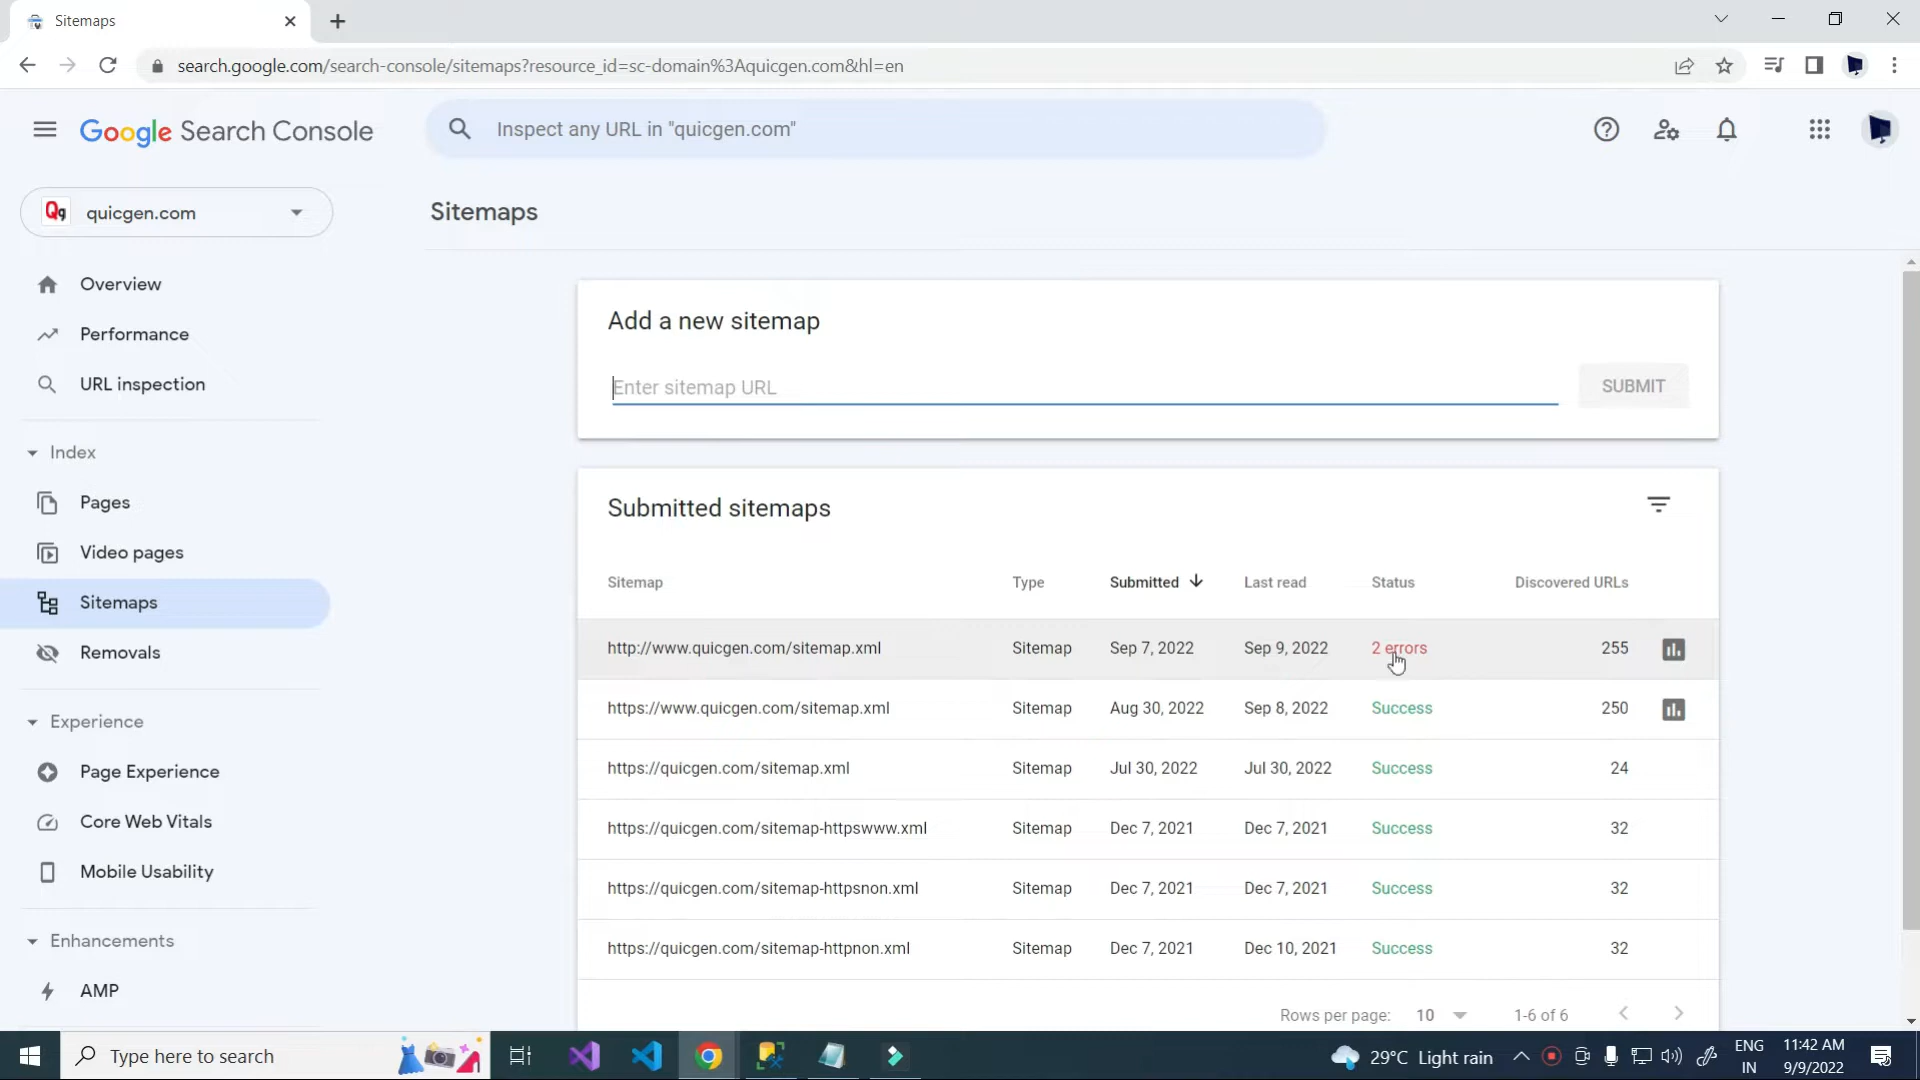 Sitemaps
search.google.com/search-console/sitemaps?resource_id=sc-domain%3Aquicgen.com&hl=en
Google Search Console
Inspect any URL in "quicgen.com"
Qg quicgen.com
Sitemaps
Overview
Performance
URL inspection
Index
Pages
Video pages
Sitemaps
Removals
Experience
Page Experience
Core Web Vitals
Mobile Usability
Enhancements
AMP
Add a new sitemap
Enter sitemap URL SUBMIT
Submitted sitemaps
Sitemap Type Submitted Last read Status Discovered URLs
http://www.quicgen.com/sitemap.xml Sitemap Sep 7, 2022 Sep 9, 2022 2 errors 255
https://www.quicgen.com/sitemap.xml Sitemap Aug 30, 2022 Sep 8, 2022 Success 250
https://quicgen.com/sitemap.xml Sitemap Jul 30, 2022 Jul 30, 2022 Success 24
https://quicgen.com/sitemap-httpswww.xml Sitemap Dec 7, 2021 Dec 7, 2021 Success 32
https://quicgen.com/sitemap-httpsnon.xml Sitemap Dec 7, 2021 Dec 7, 2021 Success 32
https://quicgen.com/sitemap-httpnon.xml Sitemap Dec 7, 2021 Dec 10, 2021 Success 32
Rows per page: 10 1-6 of 6
Type here to search
29°C Light rain
ENG
IN
11:42 AM
9/9/2022